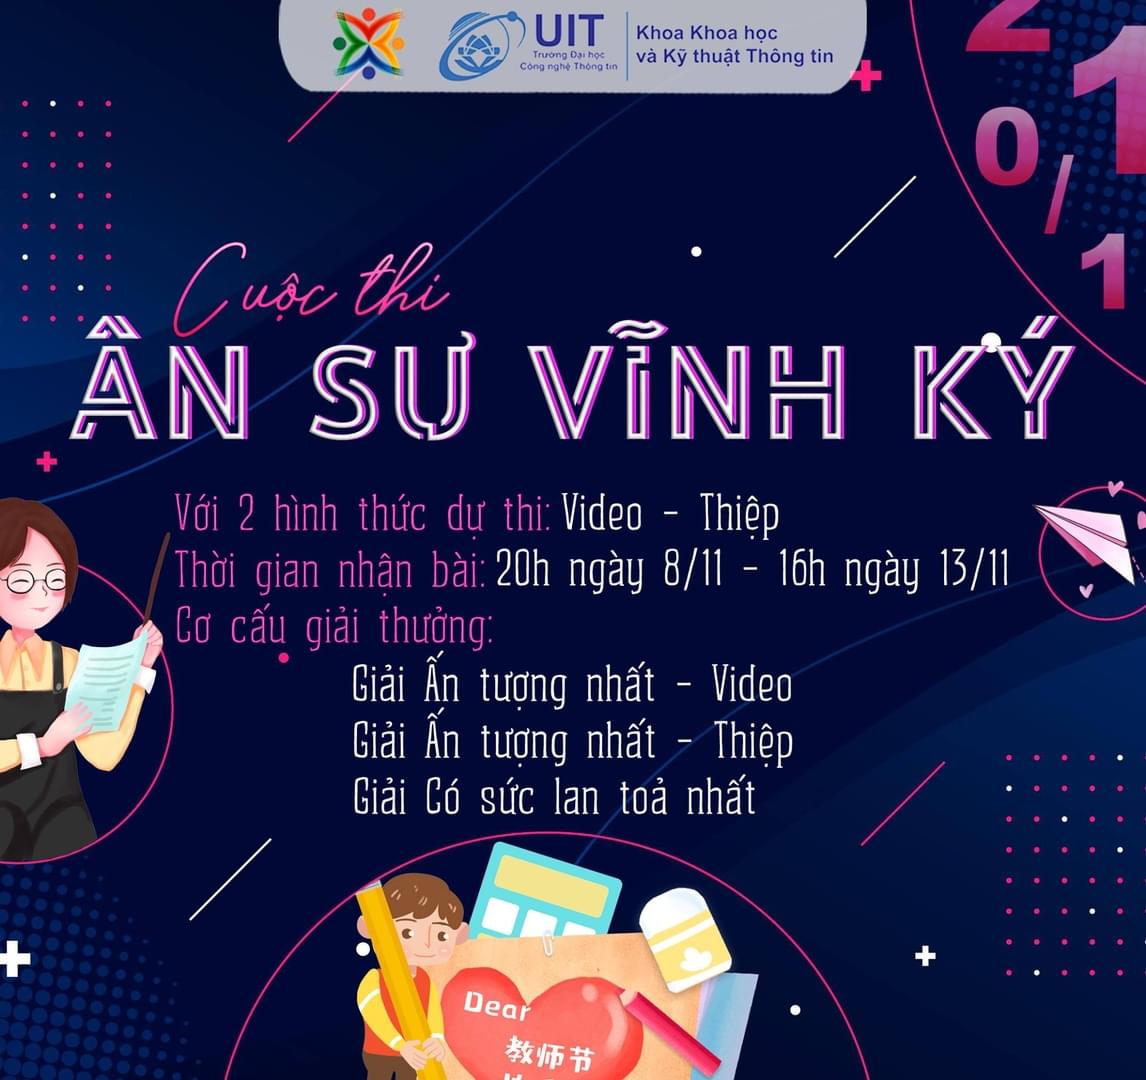 UIT
Trường Đại học
Công nghệ Thông tin
Khoa Khoa học
và Kỹ thuật Thông tin
2
0/11
1
Cuộc thi
ÂN SƯ VĨNH KÝ
Với 2 hình thức dự thi: Video - Thiệp
Thời gian nhận bài: 20h ngày 8/11 - 16h ngày 13/11
Cơ cấu giải thưởng:
Giải Ấn tượng nhất - Video
Giải Ấn tượng nhất - Thiệp
Giải Có sức lan toả nhất
Dear
教师节